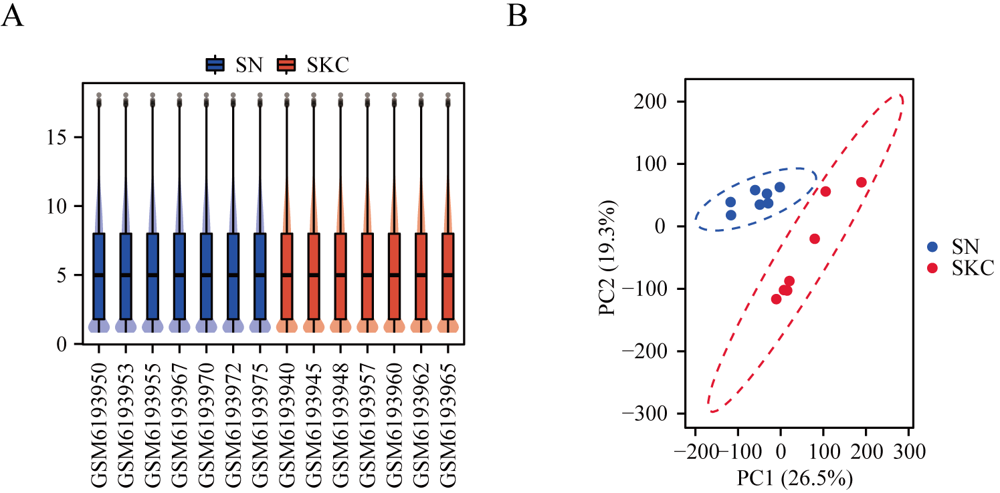 A
SN SKC
15
10
5
0
GSM6193950
GSM6193953
GSM6193955
GSM6193967
GSM6193970
GSM6193972
GSM6193975
GSM6193940
GSM6193945
GSM6193948
GSM6193957
GSM6193960
GSM6193962
GSM6193965
B
PC2 (19.3%)
200
100
0
−100
−200
−300
−200 −100 0 100 200 300
PC1 (26.5%)
SN
SKC